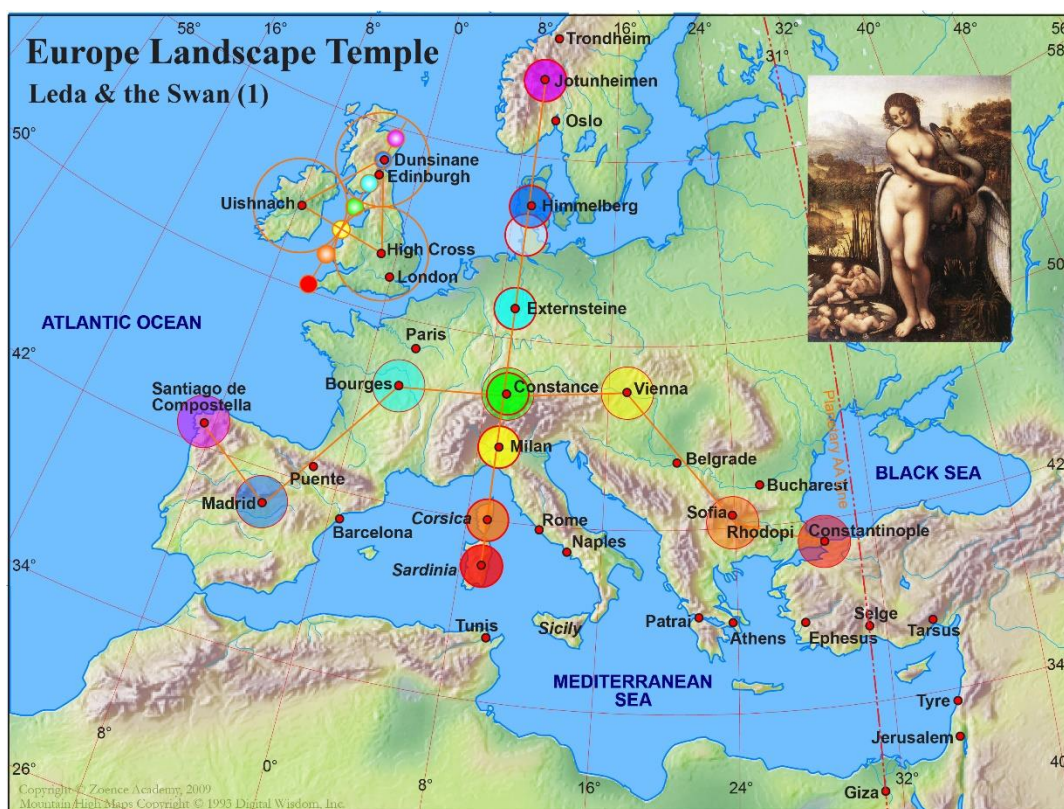 Europe Landscape Temple
Leda & the Swan (1)
58°
16°
8°
0°
8°
16°
24°
31°
40°
48°
56°
58°
50°
50°
42°
42°
34°
34°
26°
8°
0°
8°
16°
24°
32°
40°
Trondheim
Jotunheimen
Oslo
Dunsinane
Edinburgh
Uishnach
Himmelberg
High Cross
London
Externsteine
ATLANTIC OCEAN
Paris
Bourges
Constance
Vienna
Santiago de
Compostella
Milan
Planetary AA Line
Puente
Belgrade
BLACK SEA
Madrid
Bucharest
Barcelona
Corsica
Rome
Sofia
Rhodopi
Constantinople
Naples
Sardinia
Tunis
Sicily
Patrai
Athens
Ephesus
Selge
Tarsus
MEDITERRANEAN
SEA
Tyre
Jerusalem
Giza
Copyright © Zoence Academy, 2009
Mountain High Maps Copyright © 1993 Digital Wisdom, Inc.